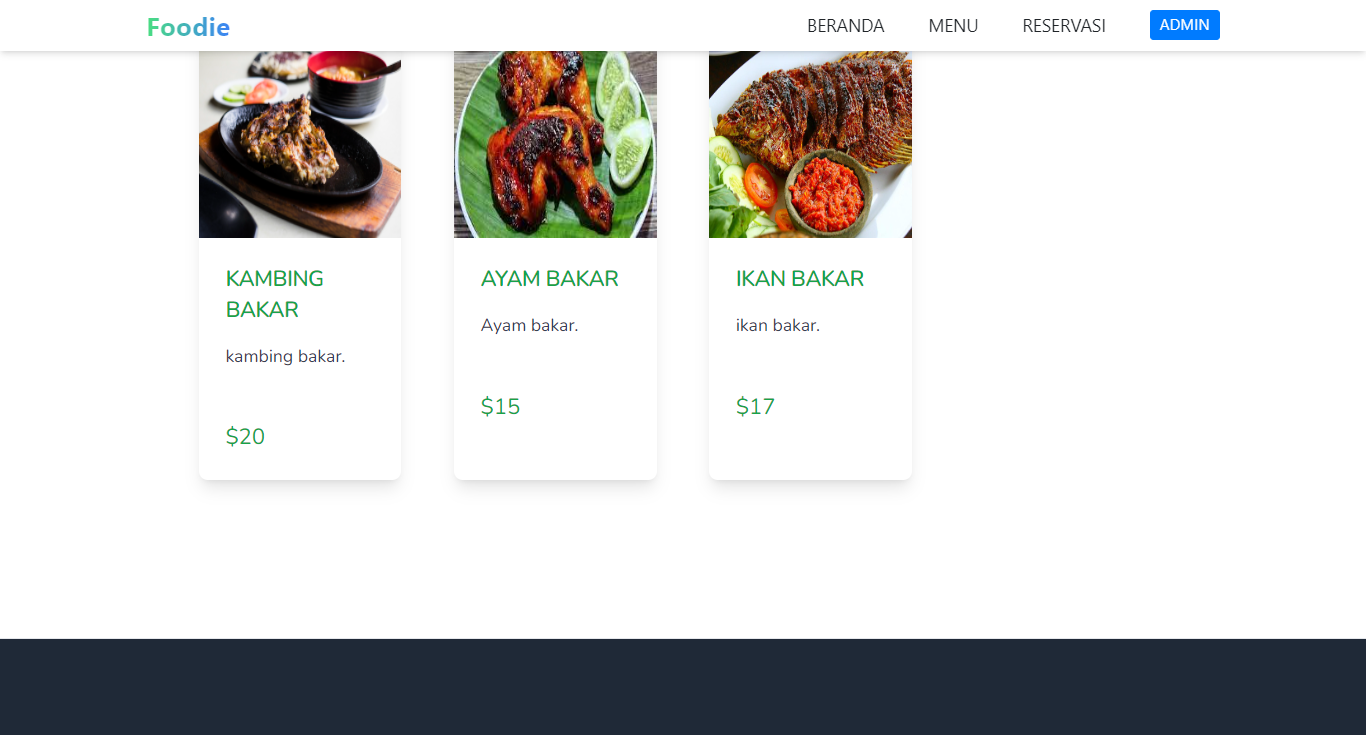 Foodie
BERANDA
MENU
RESERVASI
ADMIN
KAMBING
BAKAR
kambing bakar.
$20
AYAM BAKAR
Ayam bakar.
$15
IKAN BAKAR
ikan bakar.
$17